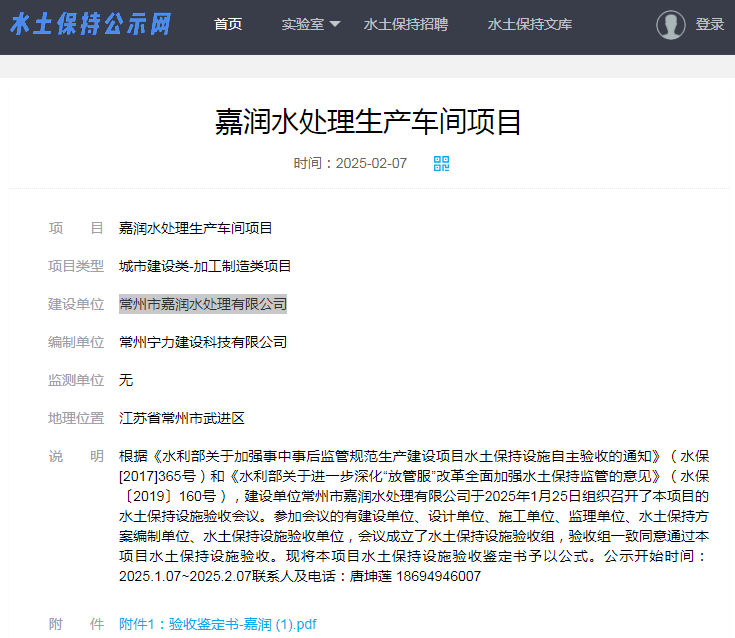 水土保持公示网 首页 实验室 水土保持招聘 水土保持文库 登录
嘉润水处理生产车间项目
时间：2025-02-07
项 目 嘉润水处理生产车间项目
项目类型 城市建设类-加工制造类项目
建设单位 常州市嘉润水处理有限公司
编制单位 常州宁力建设科技有限公司
监测单位 无
地理位置 江苏省常州市武进区
说 明 根据《水利部关于加强事中事后监管规范生产建设项目水土保持设施自主验收的通知》（水保
[2017]365号）和《水利部关于进一步深化“放管服”改革全面加强水土保持监管的意见》（水保
〔2019〕160号），建设单位常州市嘉润水处理有限公司于2025年1月25日组织召开了本项目的
水土保持设施验收会议。参加会议的有建设单位、设计单位、施工单位、监理单位、水土保持方
案编制单位、水土保持设施验收单位，会议成立了水土保持设施验收组，验收组一致同意通过本
项目水土保持设施验收。现将本项目水土保持设施验收鉴定书予以公式。公示开始时间：
2025.1.07~2025.2.07联系人及电话：唐坤莲 18694946007
附 件 附件1：验收鉴定书-嘉润 (1).pdf